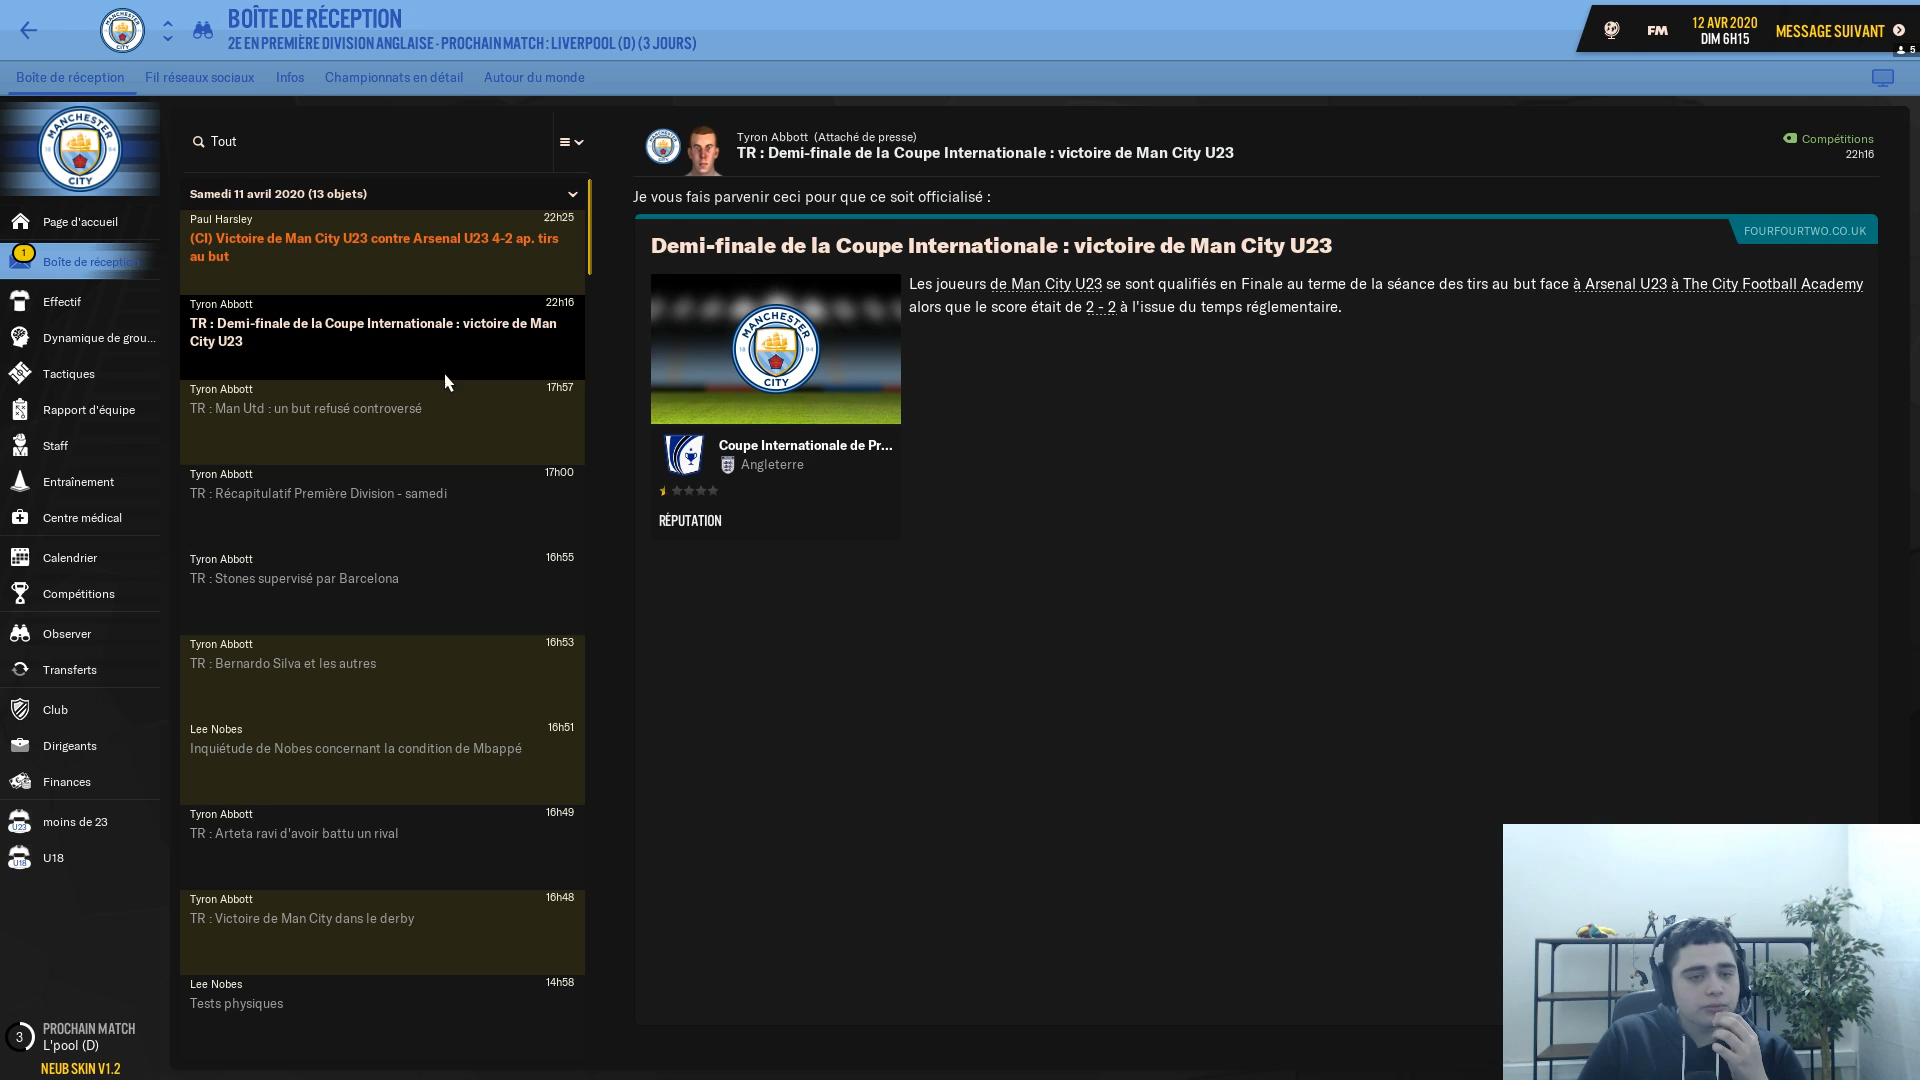 BOÎTE DE RÉCEPTION
2E EN PREMIÈRE DIVISION ANGLAISE - PROCHAIN MATCH : LIVERPOOL (D) (3 JOURS)
FM
12 AVR 2020
DIM 6H15
MESSAGE SUIVANT
5
Boîte de réception
Fil réseaux sociaux
Infos
Championnats en détail
Autour du monde
MANCHESTER
CITY
Page d'accueil
1
Boîte de réception
Effectif
Dynamique de grou...
Tactiques
Rapport d'équipe
Staff
Entraînement
Centre médical
Calendrier
Compétitions
Observer
Transferts
Club
Dirigeants
Finances
U23
moins de 23
U18
U18
3
PROCHAIN MATCH
L'pool (D)
NEUB SKIN V1.2
Tout
Samedi 11 avril 2020 (13 objets)
Paul Harsley
22h25
(CI) Victoire de Man City U23 contre Arsenal U23 4-2 ap. tirs
au but
Tyron Abbott
22h16
TR : Demi-finale de la Coupe Internationale : victoire de Man
City U23
Tyron Abbott
17h57
TR : Man Utd : un but refusé controversé
Tyron Abbott
17h00
TR : Récapitulatif Première Division - samedi
Tyron Abbott
16h55
TR : Stones supervisé par Barcelona
Tyron Abbott
16h53
TR : Bernardo Silva et les autres
Lee Nobes
16h51
Inquiétude de Nobes concernant la condition de Mbappé
Tyron Abbott
16h49
TR : Arteta ravi d'avoir battu un rival
Tyron Abbott
16h48
TR : Victoire de Man City dans le derby
Lee Nobes
14h58
Tests physiques
Tyron Abbott (Attaché de presse)
TR : Demi-finale de la Coupe Internationale : victoire de Man City U23
Compétitions
22h16
Je vous fais parvenir ceci pour que ce soit officialisé :
FOURFOURTWO.CO.UK
Demi-finale de la Coupe Internationale : victoire de Man City U23
MANCHESTER
18 94
CITY
Les joueurs de Man City U23 se sont qualifiés en Finale au terme de la séance des tirs au but face à Arsenal U23 à The City Football Academy
alors que le score était de 2 - 2 à l'issue du temps réglementaire.
Coupe Internationale de Pr...
Angleterre
RÉPUTATION